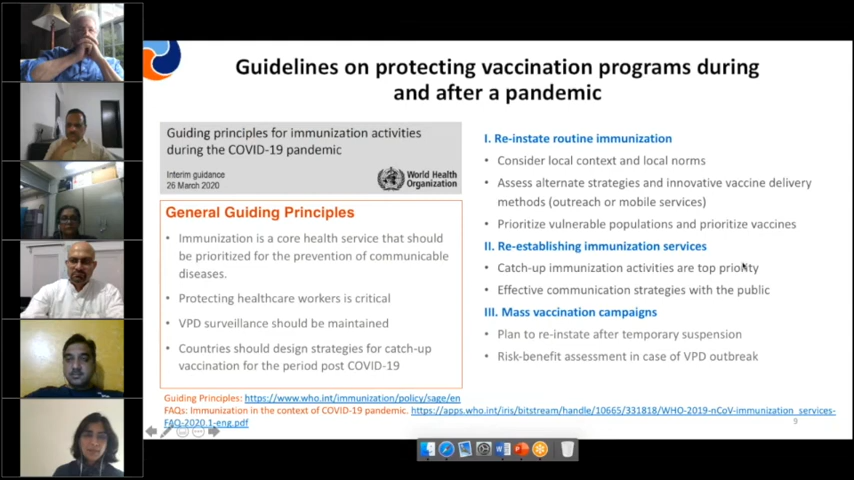 Guidelines on protecting vaccination programs during
and after a pandemic
Guiding principles for immunization activities
during the COVID-19 pandemic
Interim guidance
26 March 2020
World Health
Organization
General Guiding Principles
• Immunization is a core health service that should
be prioritized for the prevention of communicable
diseases.
• Protecting healthcare workers is critical
• VPD surveillance should be maintained
• Countries should design strategies for catch-up
vaccination for the period post COVID-19
I. Re-instate routine immunization
• Consider local context and local norms
• Assess alternate strategies and innovative vaccine delivery
methods (outreach or mobile services)
• Prioritize vulnerable populations and prioritize vaccines
II. Re-establishing immunization services
• Catch-up immunization activities are top priority
• Effective communication strategies with the public
III. Mass vaccination campaigns
• Plan to re-instate after temporary suspension
• Risk-benefit assessment in case of VPD outbreak
Guiding Principles: https://www.who.int/immunization/policy/sage/en
FAQs: Immunization in the context of COVID-19 pandemic. https://apps.who.int/iris/bitstream/handle/10665/331818/WHO-2019-nCoV-immunization_services-
FAQ-2020.1-eng.pdf
9